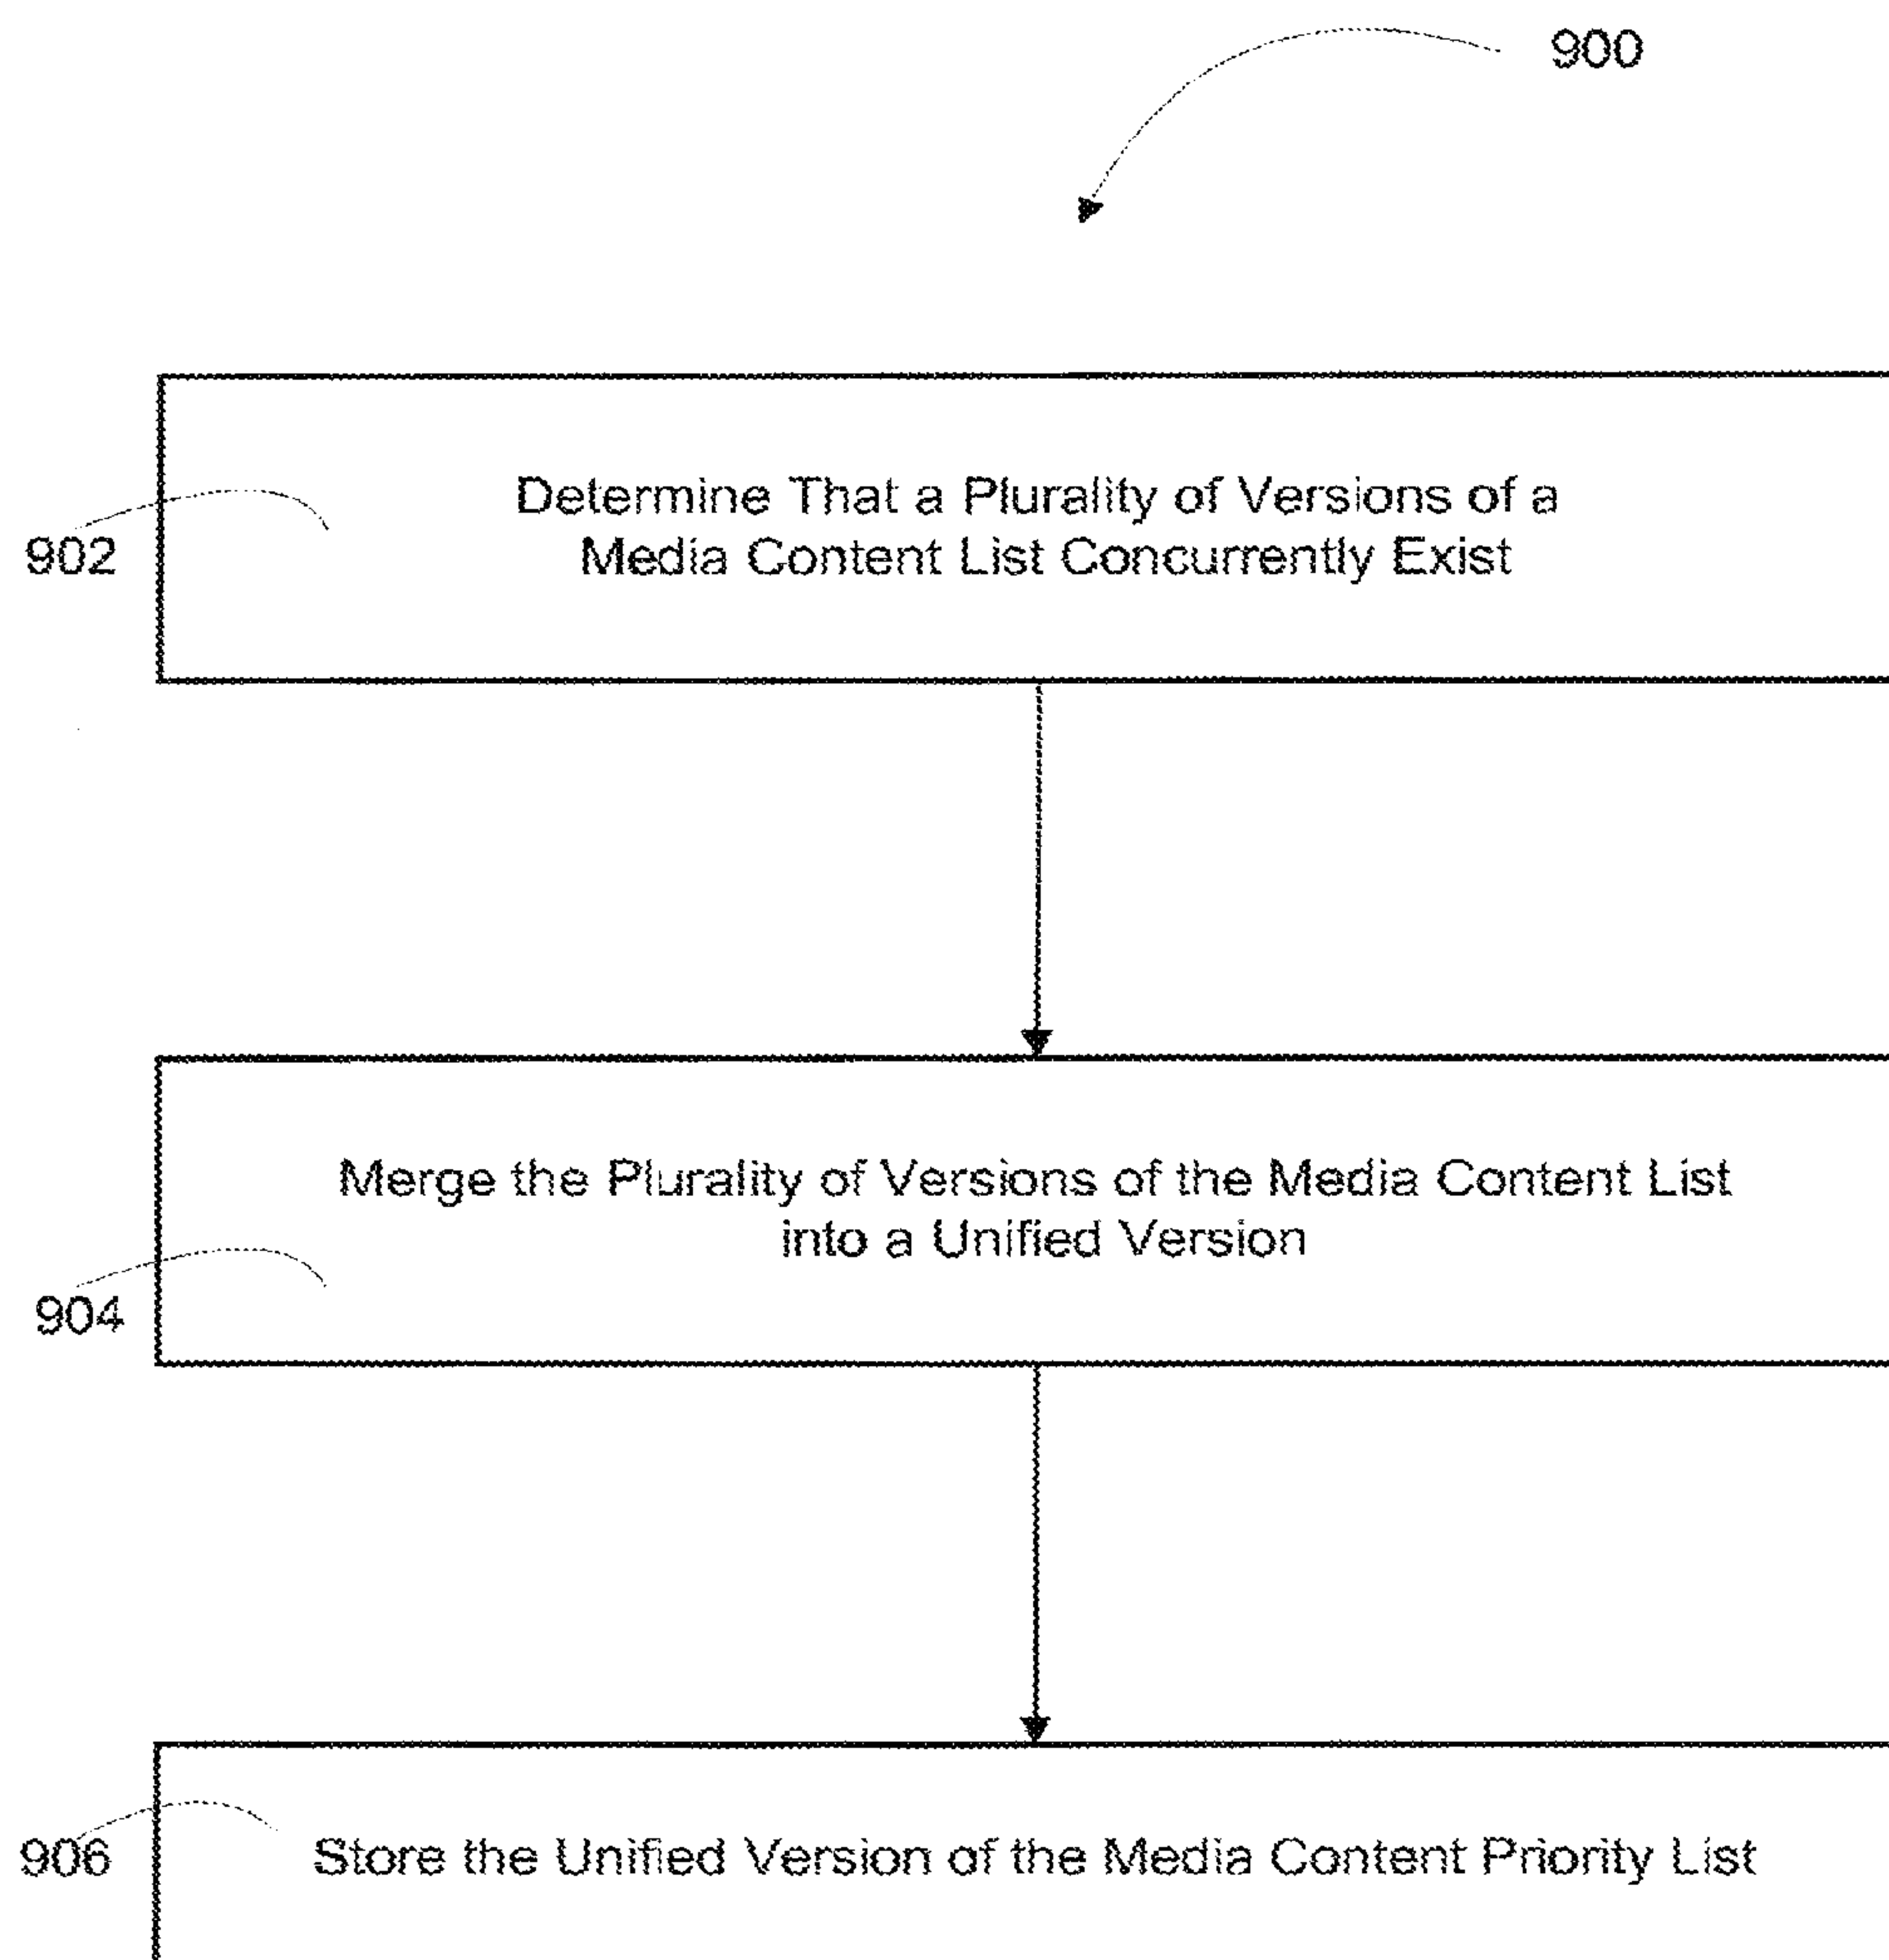 900
Determine That a Plurality of Versions of a
Media Content List Concurrently Exist
902
Merge the Plurality of Versions of the Media Content List
into a Unified Version
904
906
Store the Unified Version of the Media Content Priority List